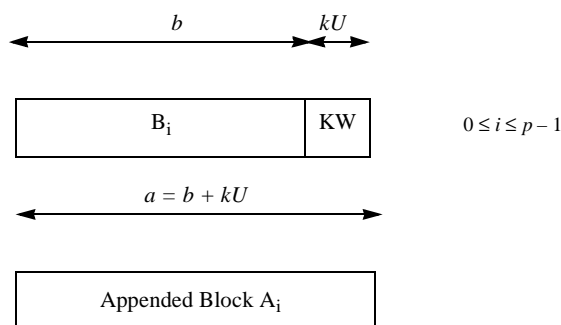 b kU
B_i KW 0 ≤ i ≤ p – 1
a = b + kU
Appended Block A_i